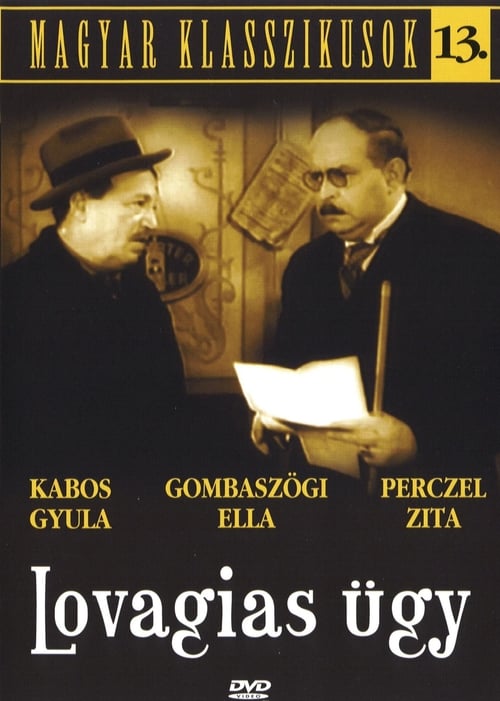 MAGYAR KLASSZIKUSOK 13.
KABOS GYULA
GOMBASZÖGI ELLA
PERCZEL ZITA
Lovagias ügy
DVD
VIDEO